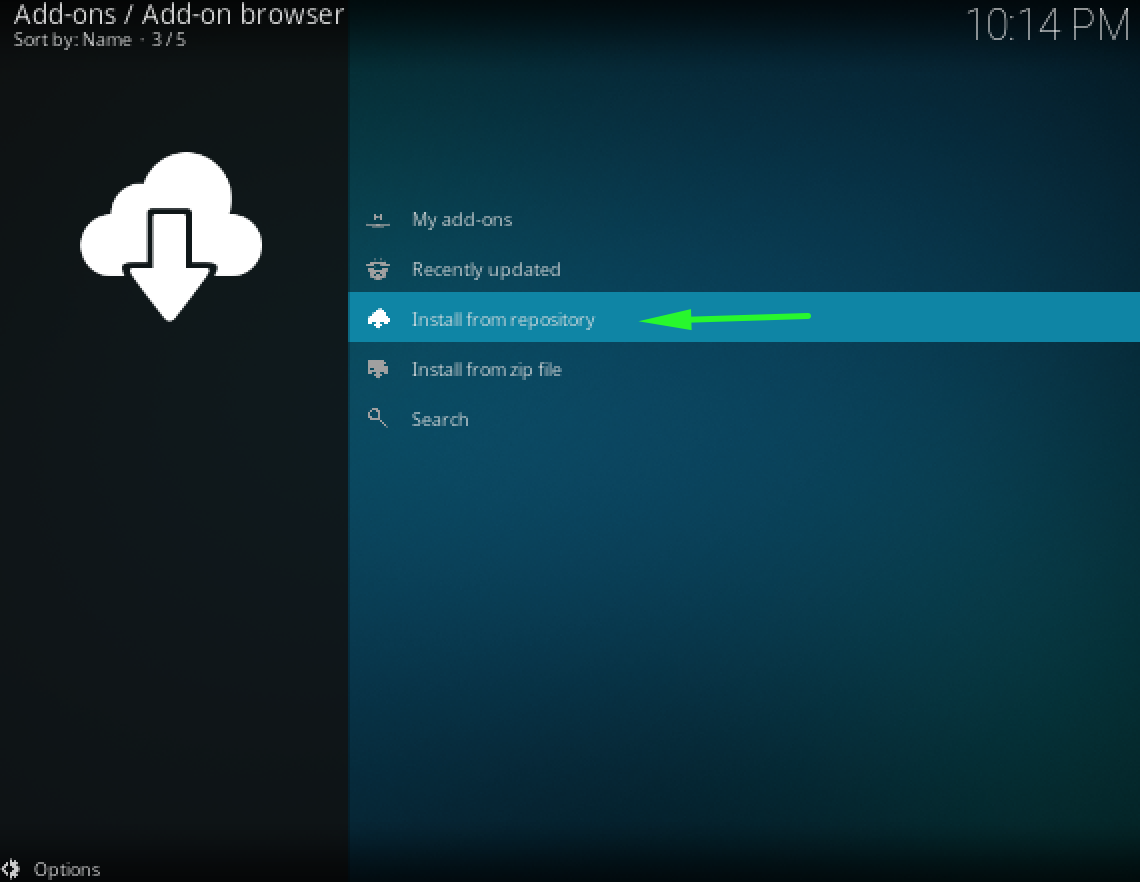 Add-ons / Add-on browser
Sort by: Name · 3 / 5
10:14 PM
My add-ons
Recently updated
Install from repository
Install from zip file
Search
Options